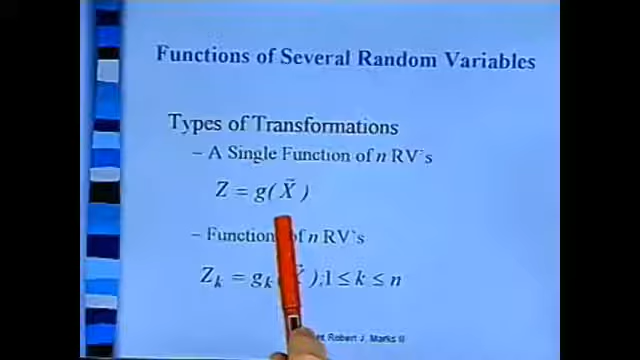 Functions of Several Random Variables
Types of Transformations
– A Single Function of n RV's
Z = g(X⃗)
– Function of n RV's
Z_k = g_k(X⃗); 1 ≤ k ≤ n
Robert J. Marks II